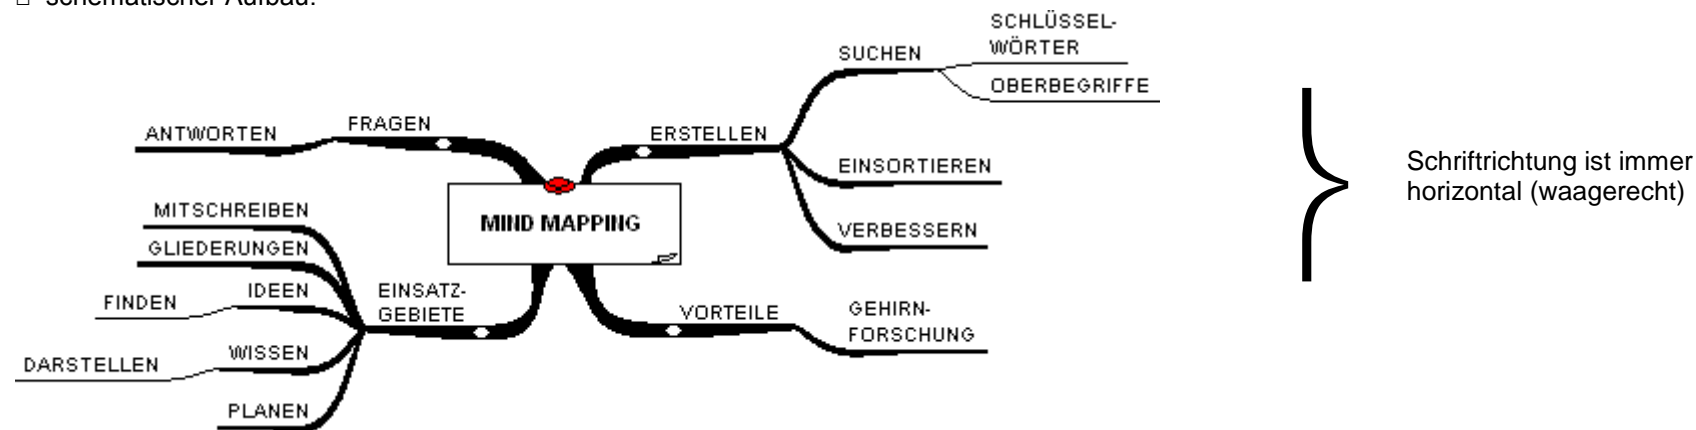 schematischer Aufbau:
SCHLÜSSEL-
WÖRTER
SUCHEN
OBERBEGRIFFE
FRAGEN
ANTWORTEN
ERSTELLEN
EINSORTIEREN
VERBESSERN
MIND MAPPING
MITSCHREIBEN
GLIEDERUNGEN
IDEEN
FINDEN
EINSATZ-
GEBIETE
WISSEN
DARSTELLEN
PLANEN
VORTEILE
GEHIRN-
FORSCHUNG
Schriftrichtung ist immer
horizontal (waagerecht)